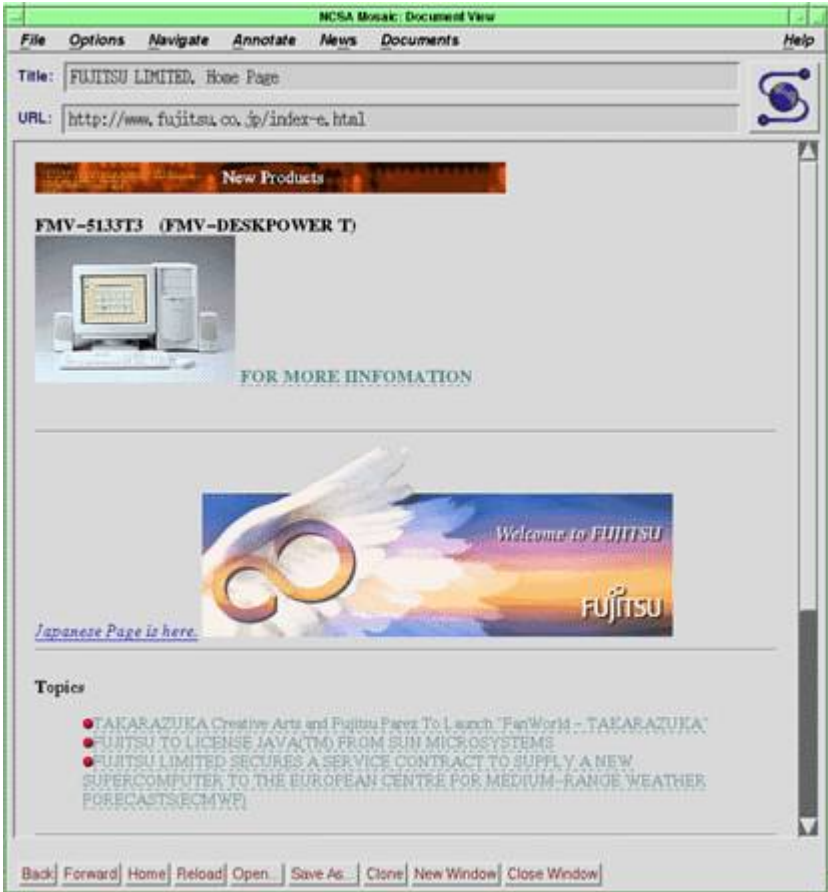 NCSA Mosaic: Document View
File Options Navigate Annotate News Documents Help
Title: FUJITSU LIMITED. Home Page
URL: http://www.fujitsu.co.jp/index-e.html
New Products
FMV-5133T3 (FMV-DESKPOWER T)
FOR MORE IINFOMATION
Welcome to FUJITSU
FUJITSU
Japanese Page is here.
Topics
TAKARAZUKA Creative Arts and Fujitsu Parex To Launch "FanWorld - TAKARAZUKA"
FUJITSU TO LICENSE JAVA(TM) FROM SUN MICROSYSTEMS
FUJITSU LIMITED SECURES A SERVICE CONTRACT TO SUPPLY A NEW
SUPERCOMPUTER TO THE EUROPEAN CENTRE FOR MEDIUM-RANGE WEATHER
FORECASTS(ECMWF)
Back Forward Home Reload Open... Save As... Clone New Window Close Window